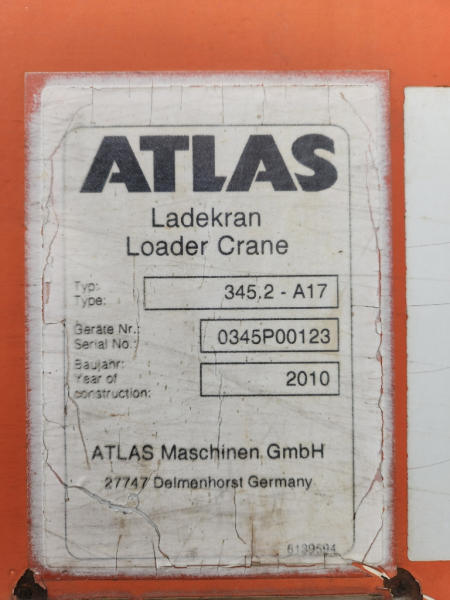 ATLAS
Ladekran
Loader Crane
Typ:
Type: 345.2 - A17
Geräte Nr.:
Serial No.: 0345P00123
Baujahr:
Year of
construction: 2010
ATLAS Maschinen GmbH
27747 Delmenhorst Germany
6139594